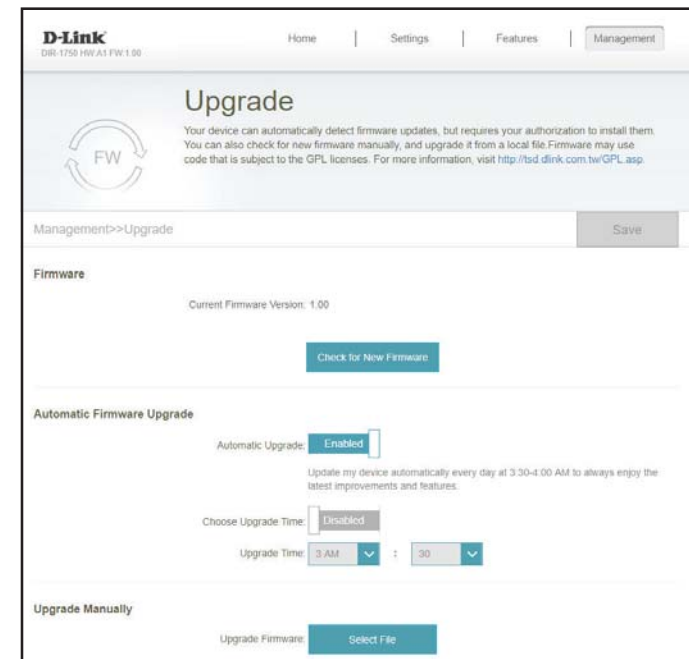 D-Link
DIR-1750 HW:A1 FW:1.00
Home | Settings | Features | Management
Upgrade
Your device can automatically detect firmware updates, but requires your authorization to install them.
You can also check for new firmware manually, and upgrade it from a local file.Firmware may use
code that is subject to the GPL licenses. For more information, visit http://tsd.dlink.com.tw/GPL.asp.
FW
Management>>Upgrade
Save
Firmware
Current Firmware Version: 1.00
Check for New Firmware
Automatic Firmware Upgrade
Automatic Upgrade: Enabled
Update my device automatically every day at 3:30-4:00 AM to always enjoy the
latest improvements and features.
Choose Upgrade Time: Disabled
Upgrade Time: 3 AM : 30
Upgrade Manually
Upgrade Firmware: Select File